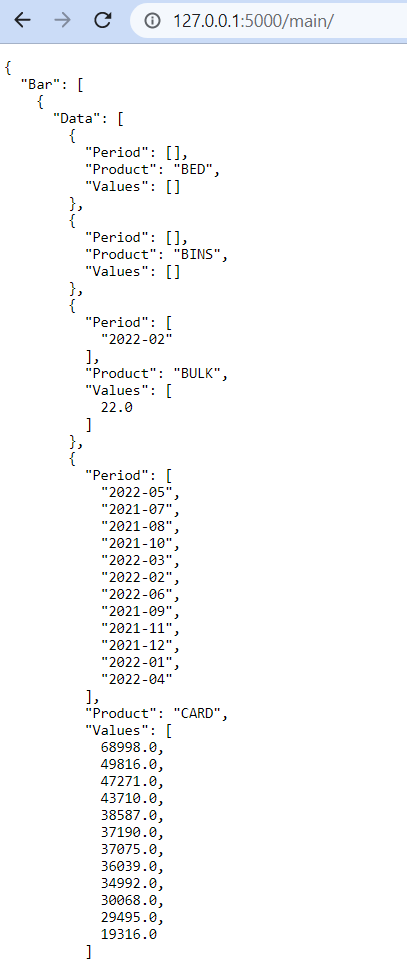 127.0.0.1:5000/main/
{
  "Bar": [
    {
      "Data": [
        {
          "Period": [],
          "Product": "BED",
          "Values": []
        },
        {
          "Period": [],
          "Product": "BINS",
          "Values": []
        },
        {
          "Period": [
            "2022-02"
          ],
          "Product": "BULK",
          "Values": [
            22.0
          ]
        },
        {
          "Period": [
            "2022-05",
            "2021-07",
            "2021-08",
            "2021-10",
            "2022-03",
            "2022-02",
            "2022-06",
            "2021-09",
            "2021-11",
            "2021-12",
            "2022-01",
            "2022-04"
          ],
          "Product": "CARD",
          "Values": [
            68998.0,
            49816.0,
            47271.0,
            43710.0,
            38587.0,
            37190.0,
            37075.0,
            36039.0,
            34992.0,
            30068.0,
            29495.0,
            19316.0
          ]